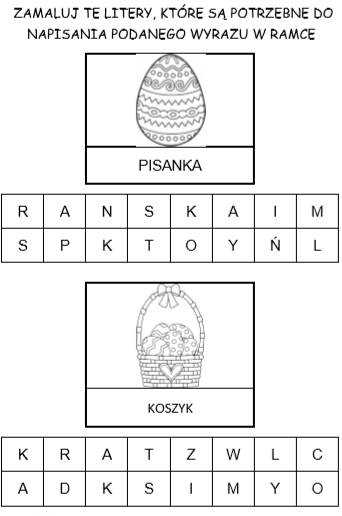 ZAMALUJ TE LITERY, KTÓRE SĄ POTRZEBNE DO
NAPISANIA PODANEGO WYRAZU W RAMCE
PISANKA
R A N S K A I M
S P K T O Y Ń L
KOSZYK
K R A T Z W L C
A D K S I M Y O